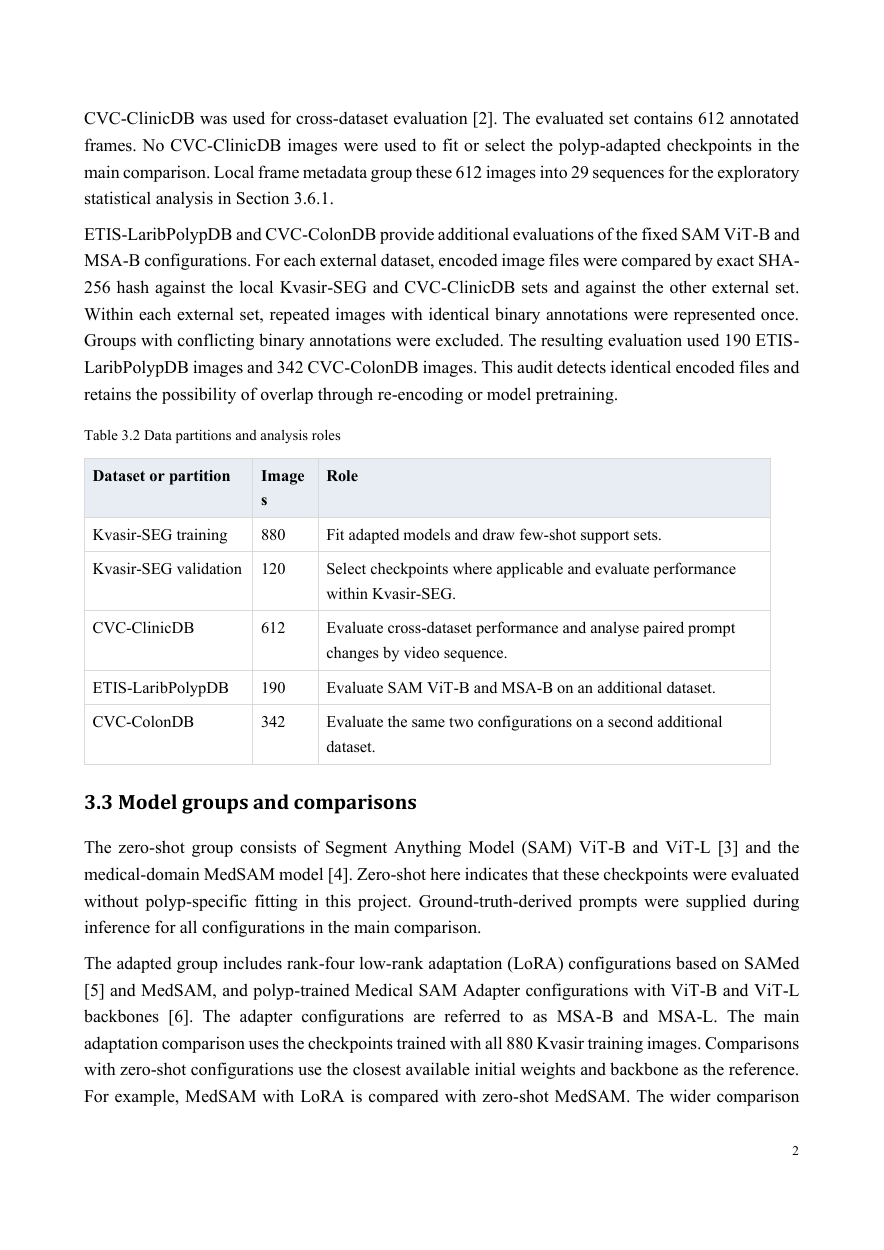 CVC-ClinicDB was used for cross-dataset evaluation [2]. The evaluated set contains 612 annotated
frames. No CVC-ClinicDB images were used to fit or select the polyp-adapted checkpoints in the
main comparison. Local frame metadata group these 612 images into 29 sequences for the exploratory
statistical analysis in Section 3.6.1.
ETIS-LaribPolypDB and CVC-ColonDB provide additional evaluations of the fixed SAM ViT-B and
MSA-B configurations. For each external dataset, encoded image files were compared by exact SHA-
256 hash against the local Kvasir-SEG and CVC-ClinicDB sets and against the other external set.
Within each external set, repeated images with identical binary annotations were represented once.
Groups with conflicting binary annotations were excluded. The resulting evaluation used 190 ETIS-
LaribPolypDB images and 342 CVC-ColonDB images. This audit detects identical encoded files and
retains the possibility of overlap through re-encoding or model pretraining.
Table 3.2 Data partitions and analysis roles
Dataset or partition Image Role
s
Kvasir-SEG training 880 Fit adapted models and draw few-shot support sets.
Kvasir-SEG validation 120 Select checkpoints where applicable and evaluate performance
within Kvasir-SEG.
CVC-ClinicDB 612 Evaluate cross-dataset performance and analyse paired prompt
changes by video sequence.
ETIS-LaribPolypDB 190 Evaluate SAM ViT-B and MSA-B on an additional dataset.
CVC-ColonDB 342 Evaluate the same two configurations on a second additional
dataset.
3.3 Model groups and comparisons
The zero-shot group consists of Segment Anything Model (SAM) ViT-B and ViT-L [3] and the
medical-domain MedSAM model [4]. Zero-shot here indicates that these checkpoints were evaluated
without polyp-specific fitting in this project. Ground-truth-derived prompts were supplied during
inference for all configurations in the main comparison.
The adapted group includes rank-four low-rank adaptation (LoRA) configurations based on SAMed
[5] and MedSAM, and polyp-trained Medical SAM Adapter configurations with ViT-B and ViT-L
backbones [6]. The adapter configurations are referred to as MSA-B and MSA-L. The main
adaptation comparison uses the checkpoints trained with all 880 Kvasir training images. Comparisons
with zero-shot configurations use the closest available initial weights and backbone as the reference.
For example, MedSAM with LoRA is compared with zero-shot MedSAM. The wider comparison
2